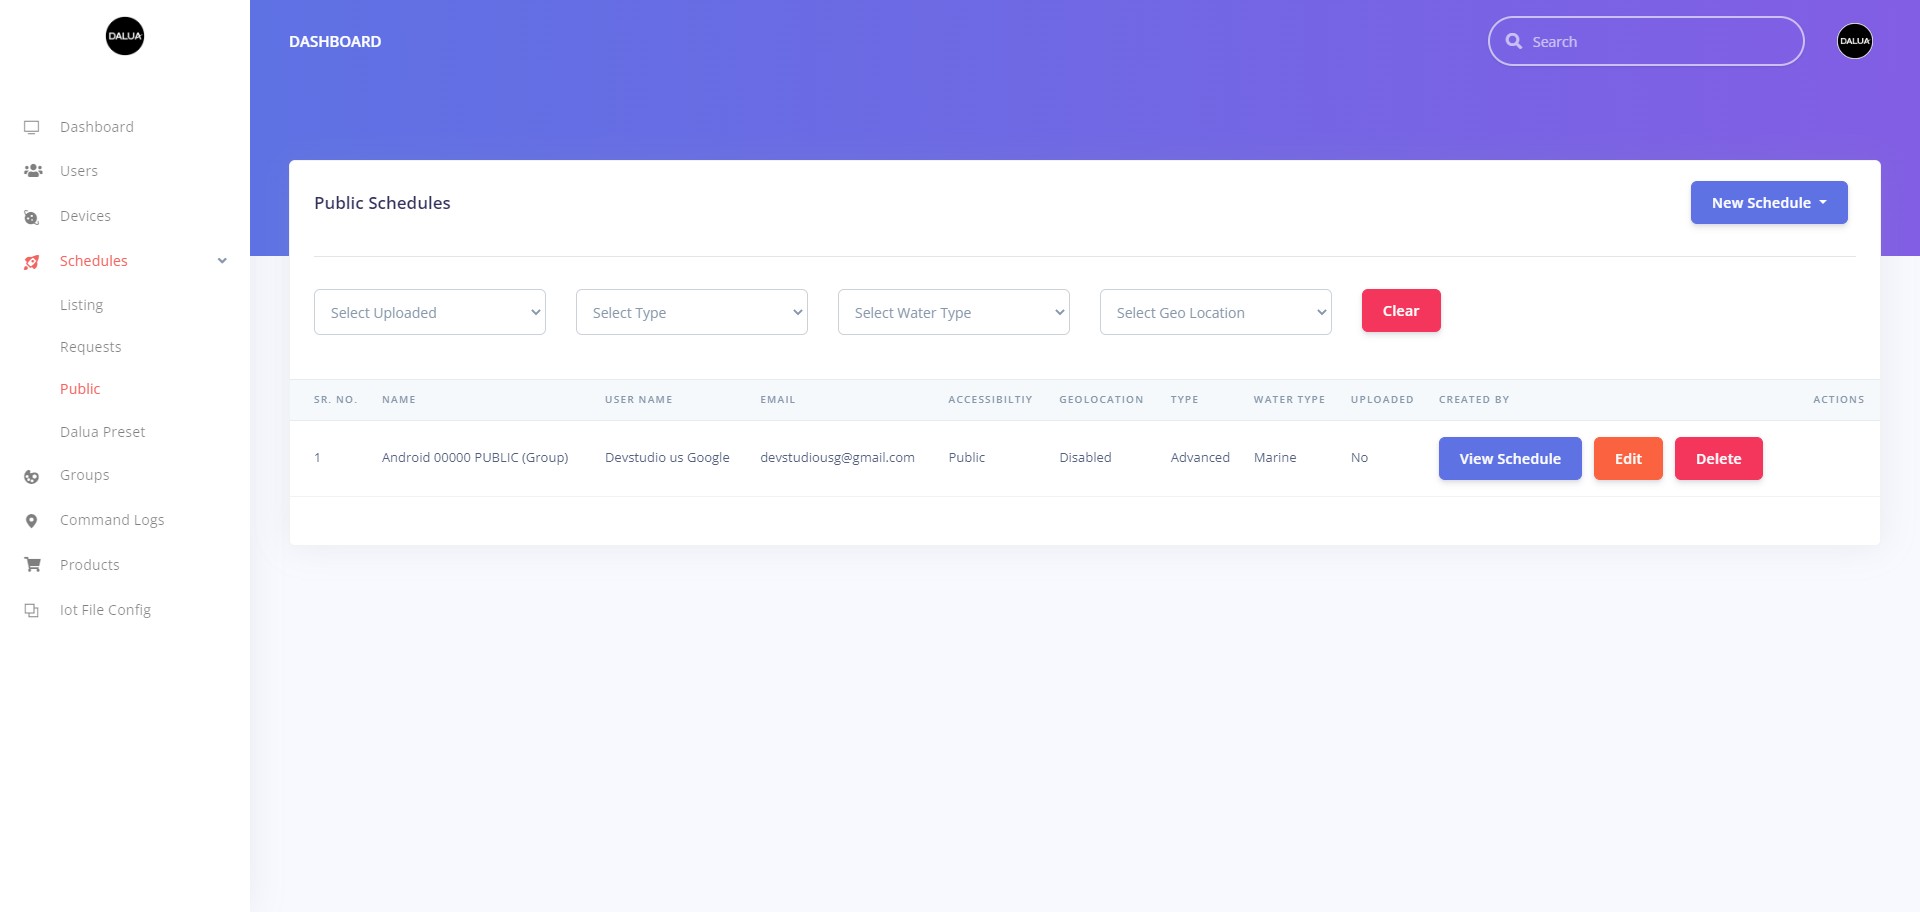 DALUA
DASHBOARD
Search
DALUA
Dashboard
Users
Devices
Schedules
Listing
Requests
Public
Dalua Preset
Groups
Command Logs
Products
Iot File Config
Public Schedules
New Schedule
Select Uploaded
Select Type
Select Water Type
Select Geo Location
Clear
SR. NO. NAME USER NAME EMAIL ACCESSIBILTIY GEOLOCATION TYPE WATER TYPE UPLOADED CREATED BY ACTIONS
1 Android 00000 PUBLIC (Group) Devstudio us Google devstudiousg@gmail.com Public Disabled Advanced Marine No View Schedule Edit Delete